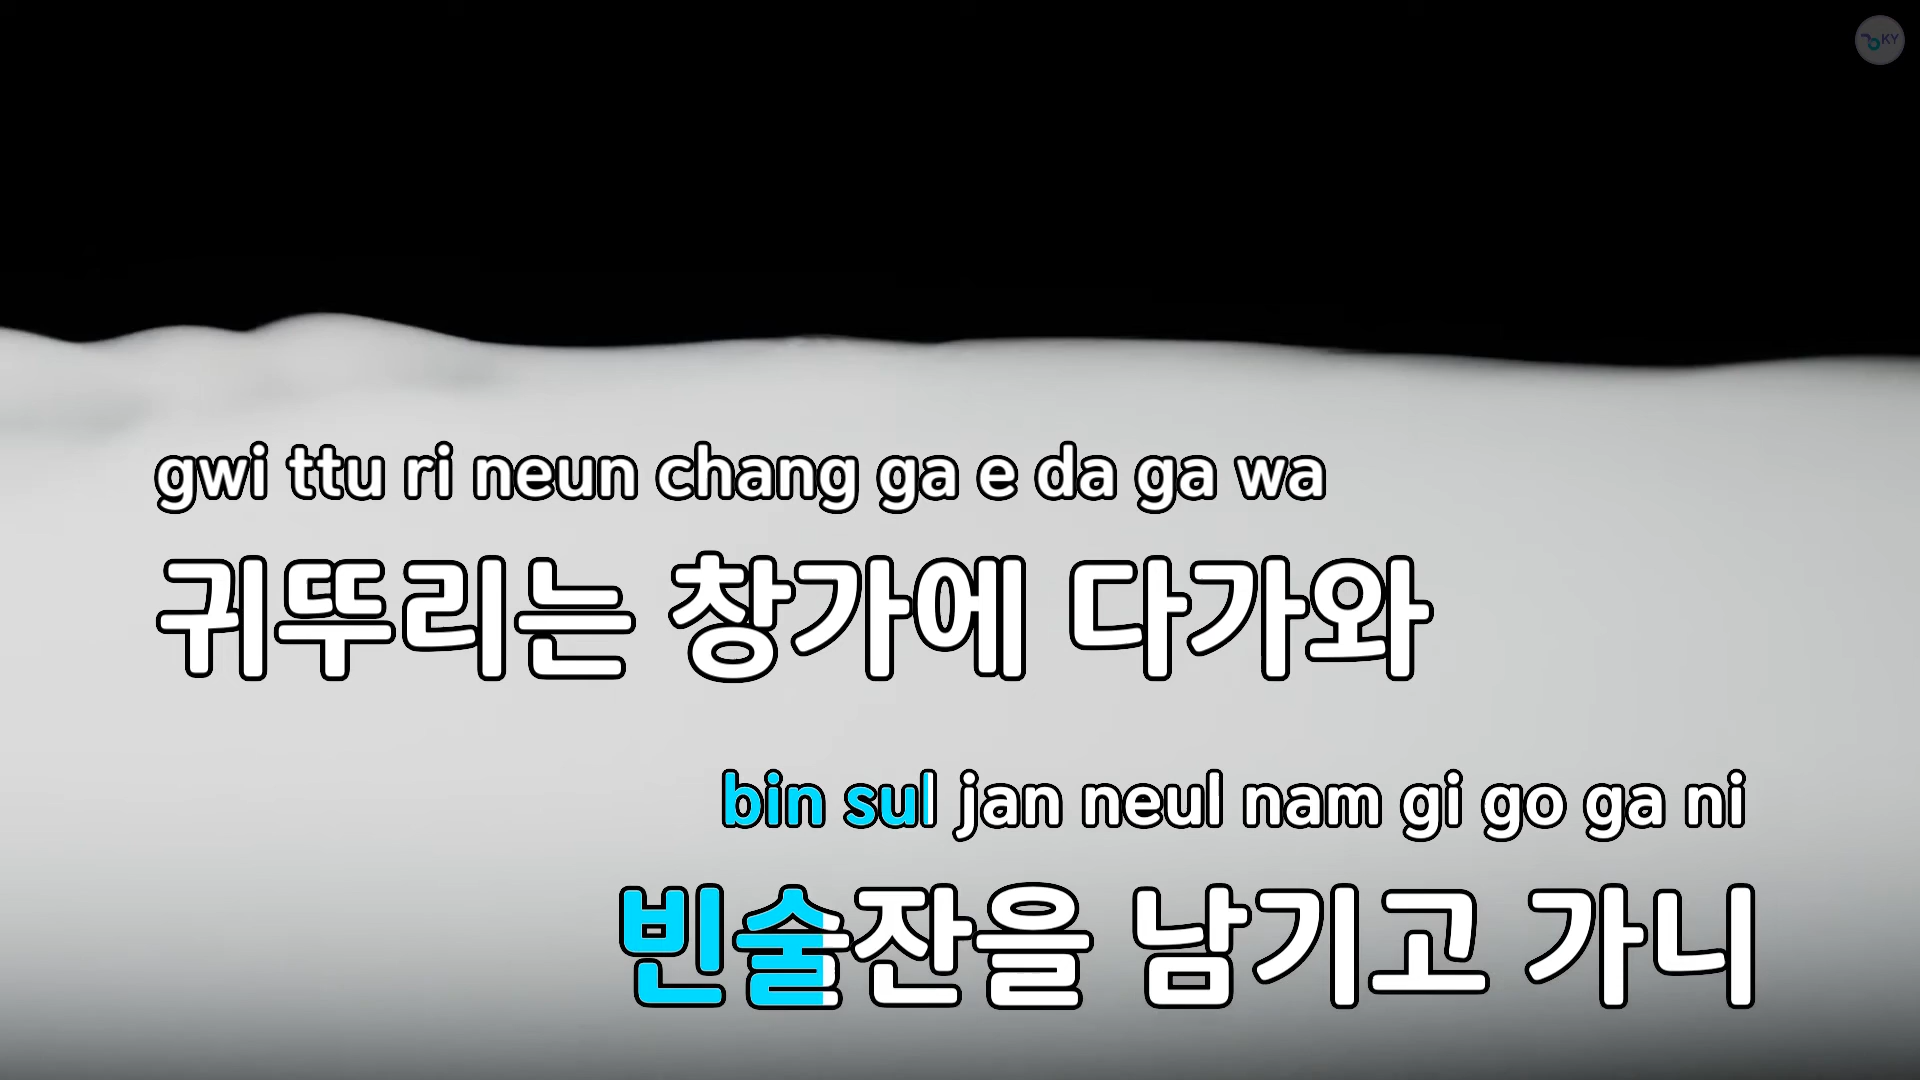 KY
gwi ttu ri neun chang ga e da ga wa
귀뚜리는 창가에 다가와
bin sul jan neul nam gi go ga ni
빈술잔을 남기고 가니